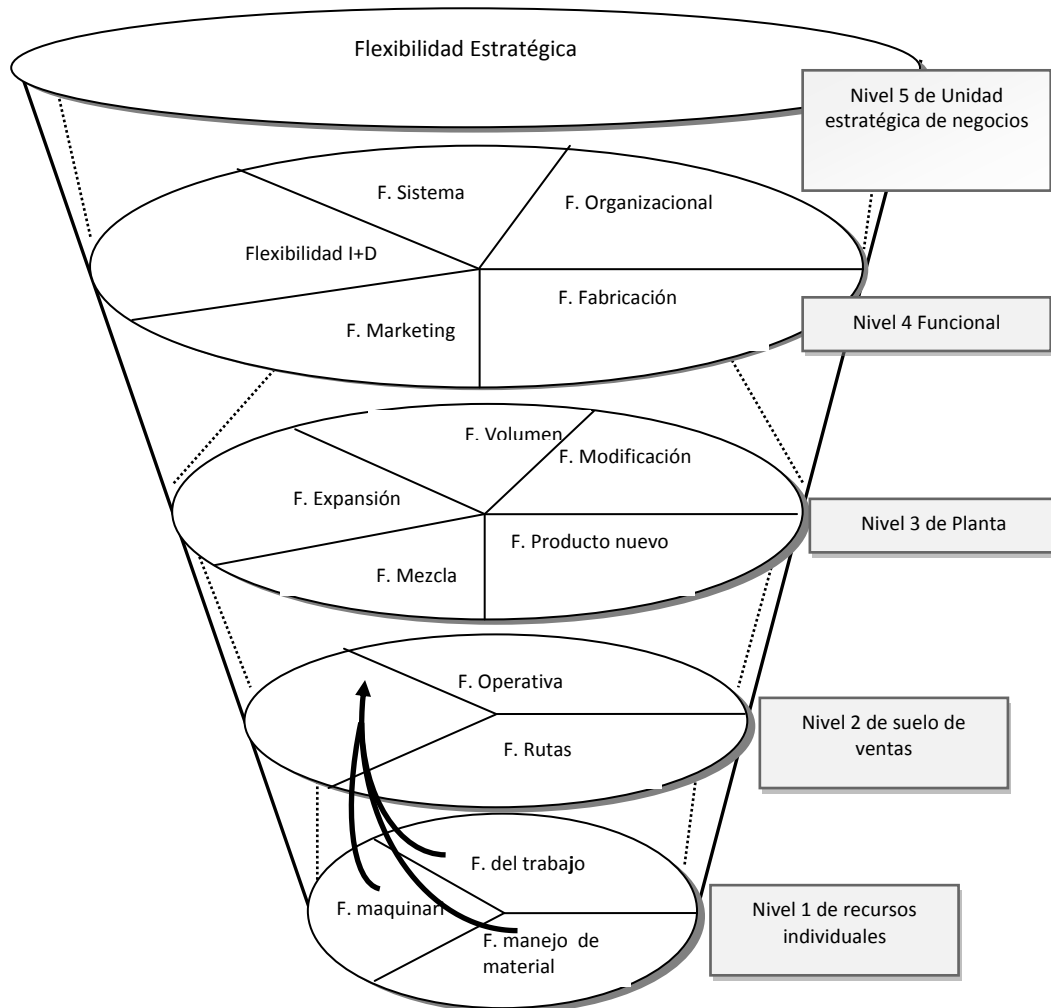 Flexibilidad Estratégica
Nivel 5 de Unidad
estratégica de negocios
F. Sistema
F. Organizacional
Flexibilidad I+D
F. Fabricación
F. Marketing
Nivel 4 Funcional
F. Volumen
F. Modificación
F. Expansión
F. Producto nuevo
F. Mezcla
Nivel 3 de Planta
F. Operativa
F. Rutas
Nivel 2 de suelo de
ventas
F. del trabajo
F. maquinari
F. manejo de
material
Nivel 1 de recursos
individuales